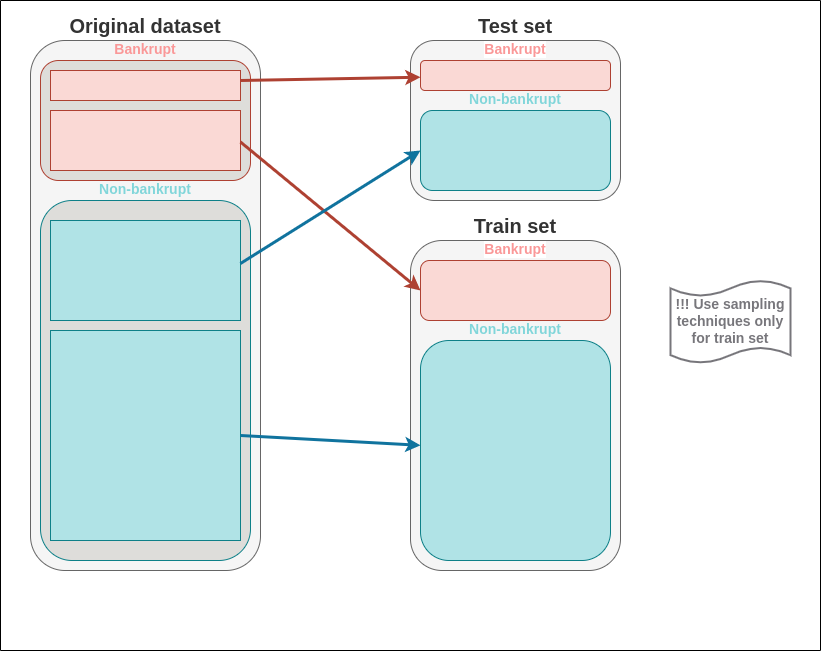 Original dataset
Bankrupt
Non-bankrupt
Test set
Bankrupt
Non-bankrupt
Train set
Bankrupt
Non-bankrupt
!!! Use sampling
techniques only
for train set